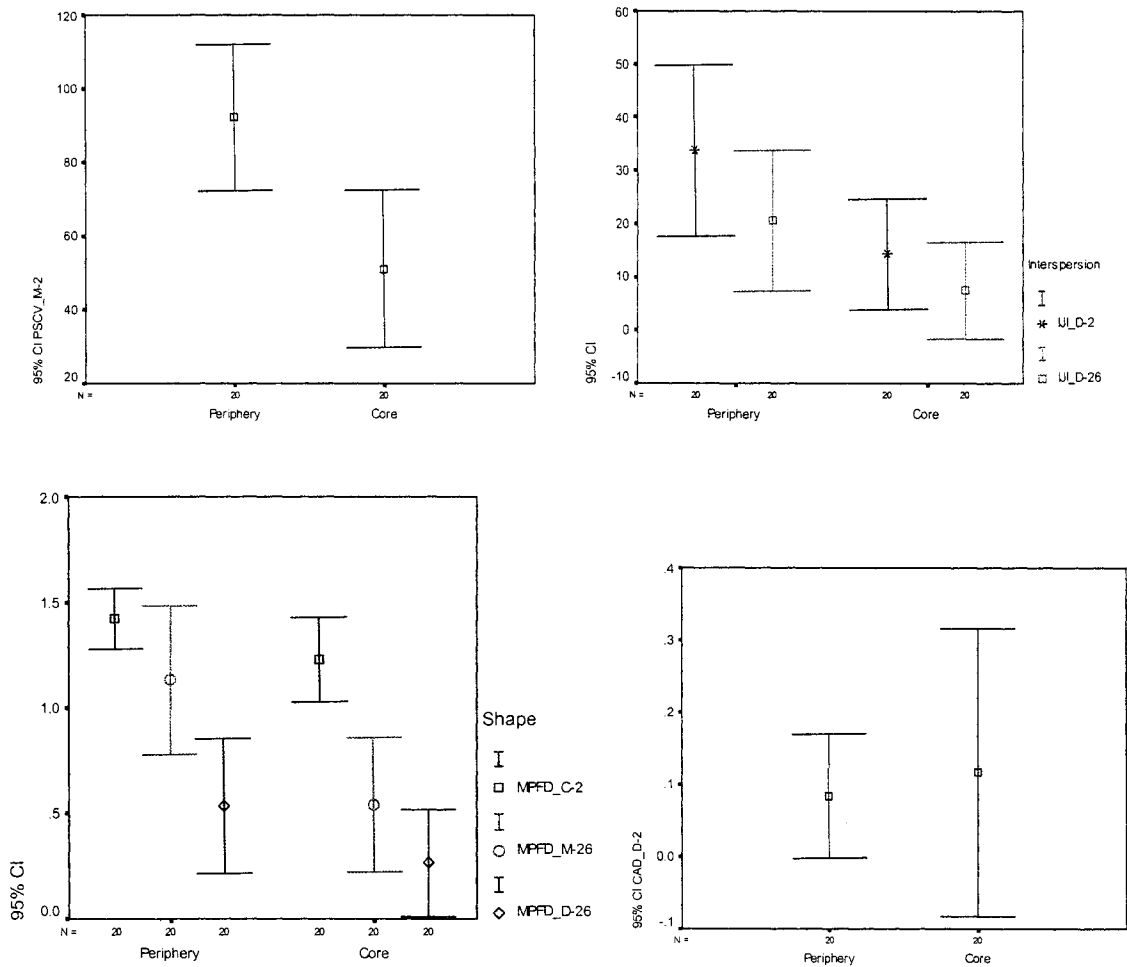 120
100
80
60
40
20
95% CI PSCV_M-2
N = 20 20
Periphery Core
60
50
40
30
20
10
0
-10
95% CI
N = 20 20 20 20
Periphery Core
Interspersion
IJI_D-2
IJI_D-26
2.0
1.5
1.0
.5
0.0
95% CI
N = 20 20 20 20 20 20
Periphery Core
Shape
MPFD_C-2
MPFD_M-26
MPFD_D-26
.4
.3
.2
.1
0.0
-.1
95% CI CAD_D-2
N = 20 20
Periphery Core